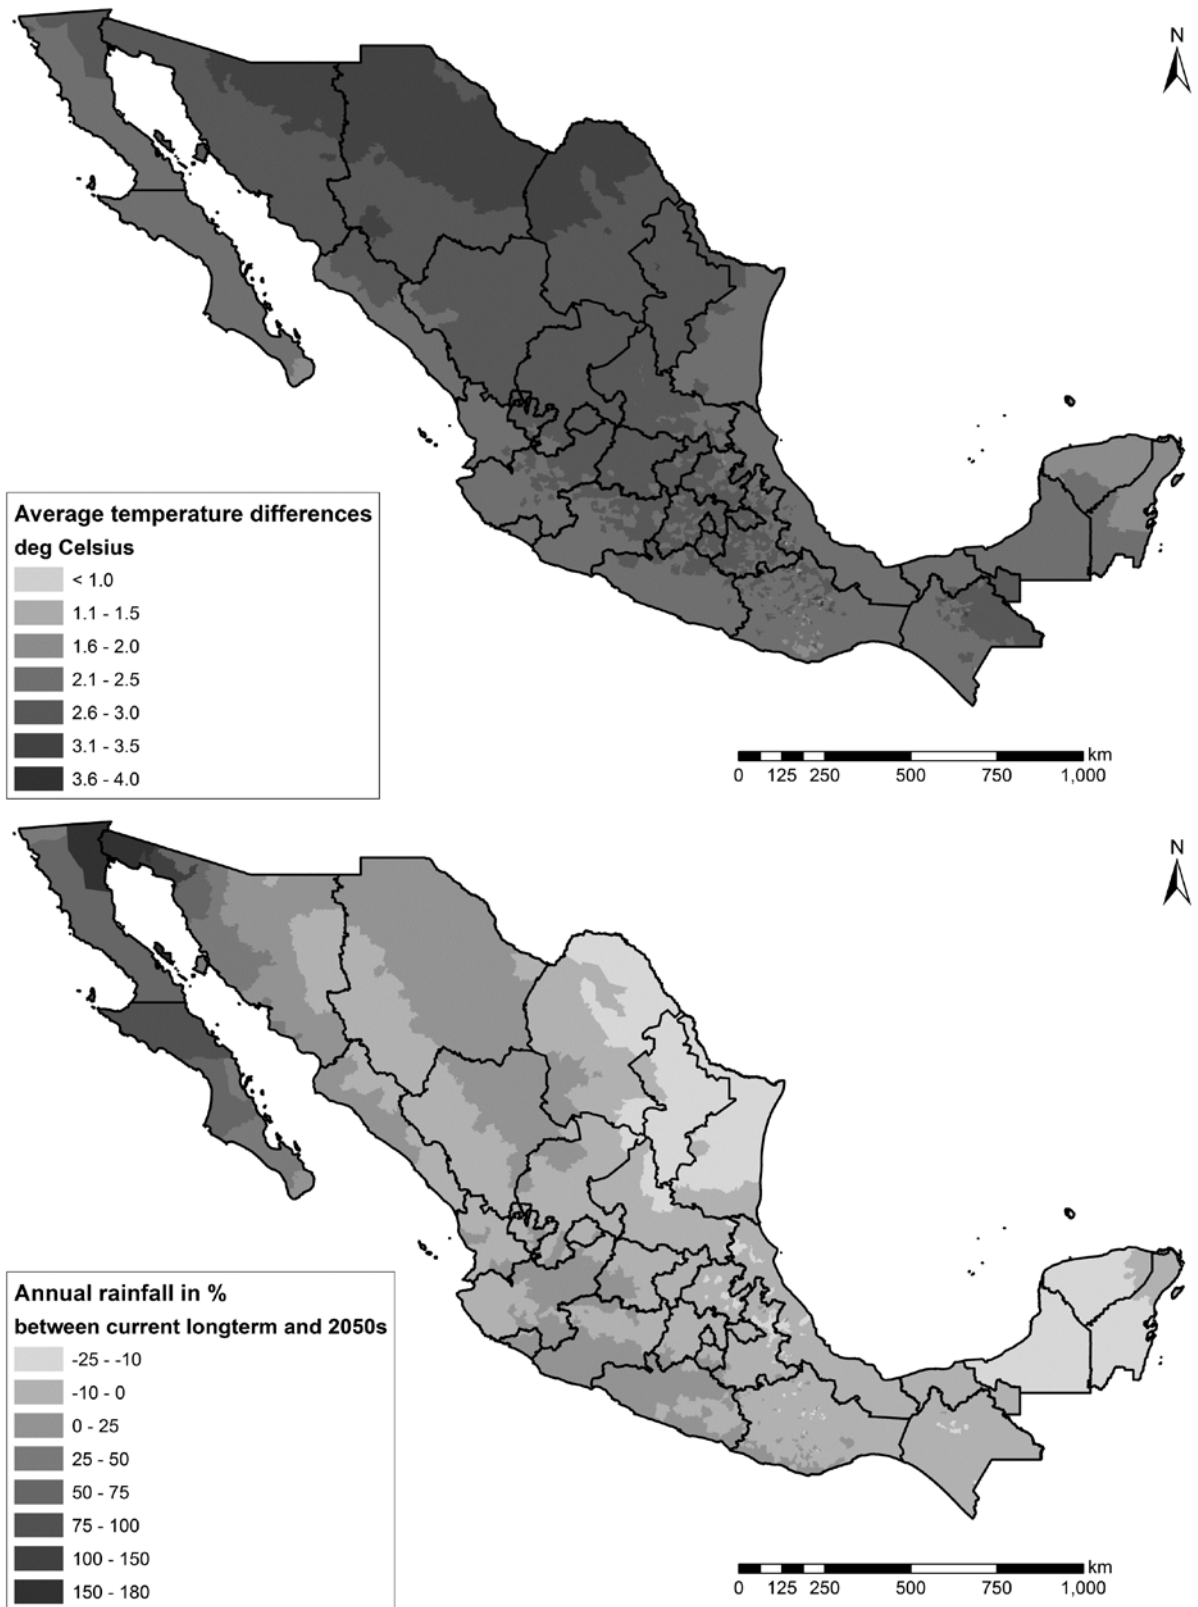 N
Average temperature differences
deg Celsius
< 1.0
1.1 - 1.5
1.6 - 2.0
2.1 - 2.5
2.6 - 3.0
3.1 - 3.5
3.6 - 4.0
km
0 125 250 500 750 1,000
N
Annual rainfall in %
between current longterm and 2050s
-25 - -10
-10 - 0
0 - 25
25 - 50
50 - 75
75 - 100
100 - 150
150 - 180
km
0 125 250 500 750 1,000